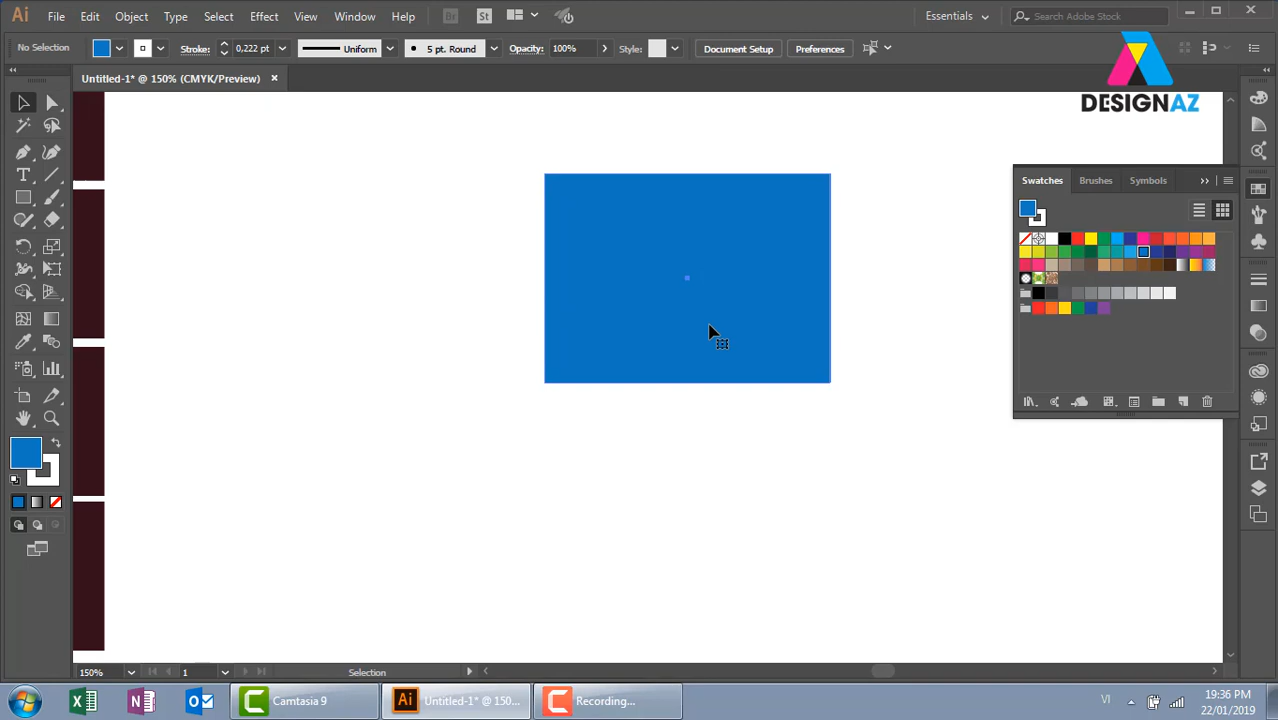 Ai File Edit Object Type Select Effect View Window Help Br St Essentials Search Adobe Stock
No Selection Stroke: 0,222 pt Uniform 5 pt. Round Opacity: 100% Style: Document Setup Preferences
Untitled-1* @ 150% (CMYK/Preview)
DESIGNAZ
Swatches Brushes Symbols
150% 1 Selection
Camtasia 9 Ai Untitled-1* @ 150... Recording... VI 19:36 PM
22/01/2019